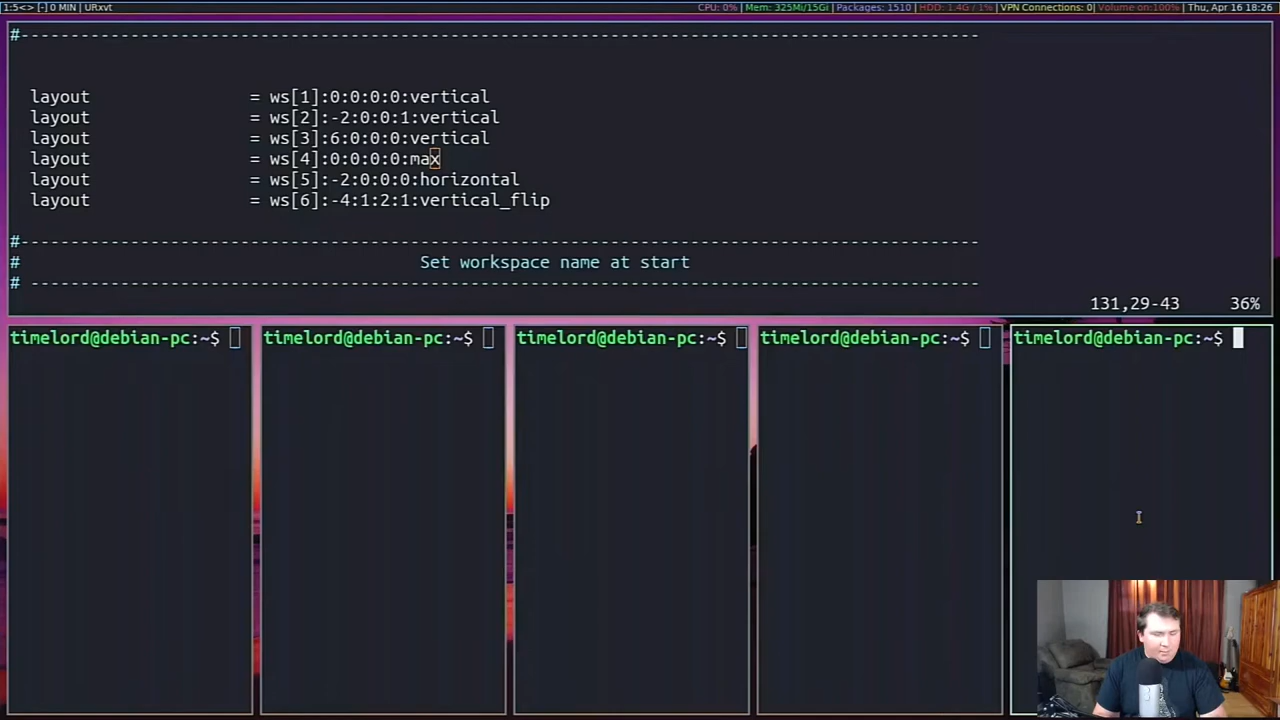 1:5<> [-] 0 MIN | URxvt
CPU: 0%| Mem: 325Mi/15Gi | Packages: 1510 | HDD: 1.4G / 1% | VPN Connections: 0| Volume on:100% | Thu, Apr 16 18:26
#------------------------------------------------------------------------------------------------
layout = ws[1]:0:0:0:0:vertical
layout = ws[2]:-2:0:0:1:vertical
layout = ws[3]:6:0:0:0:vertical
layout = ws[4]:0:0:0:0:max
layout = ws[5]:-2:0:0:0:horizontal
layout = ws[6]:-4:1:2:1:vertical_flip
#------------------------------------------------------------------------------------------------
# Set workspace name at start
# -----------------------------------------------------------------------------------------------
131,29-43 36%
timelord@debian-pc:~$
timelord@debian-pc:~$
timelord@debian-pc:~$
timelord@debian-pc:~$
timelord@debian-pc:~$